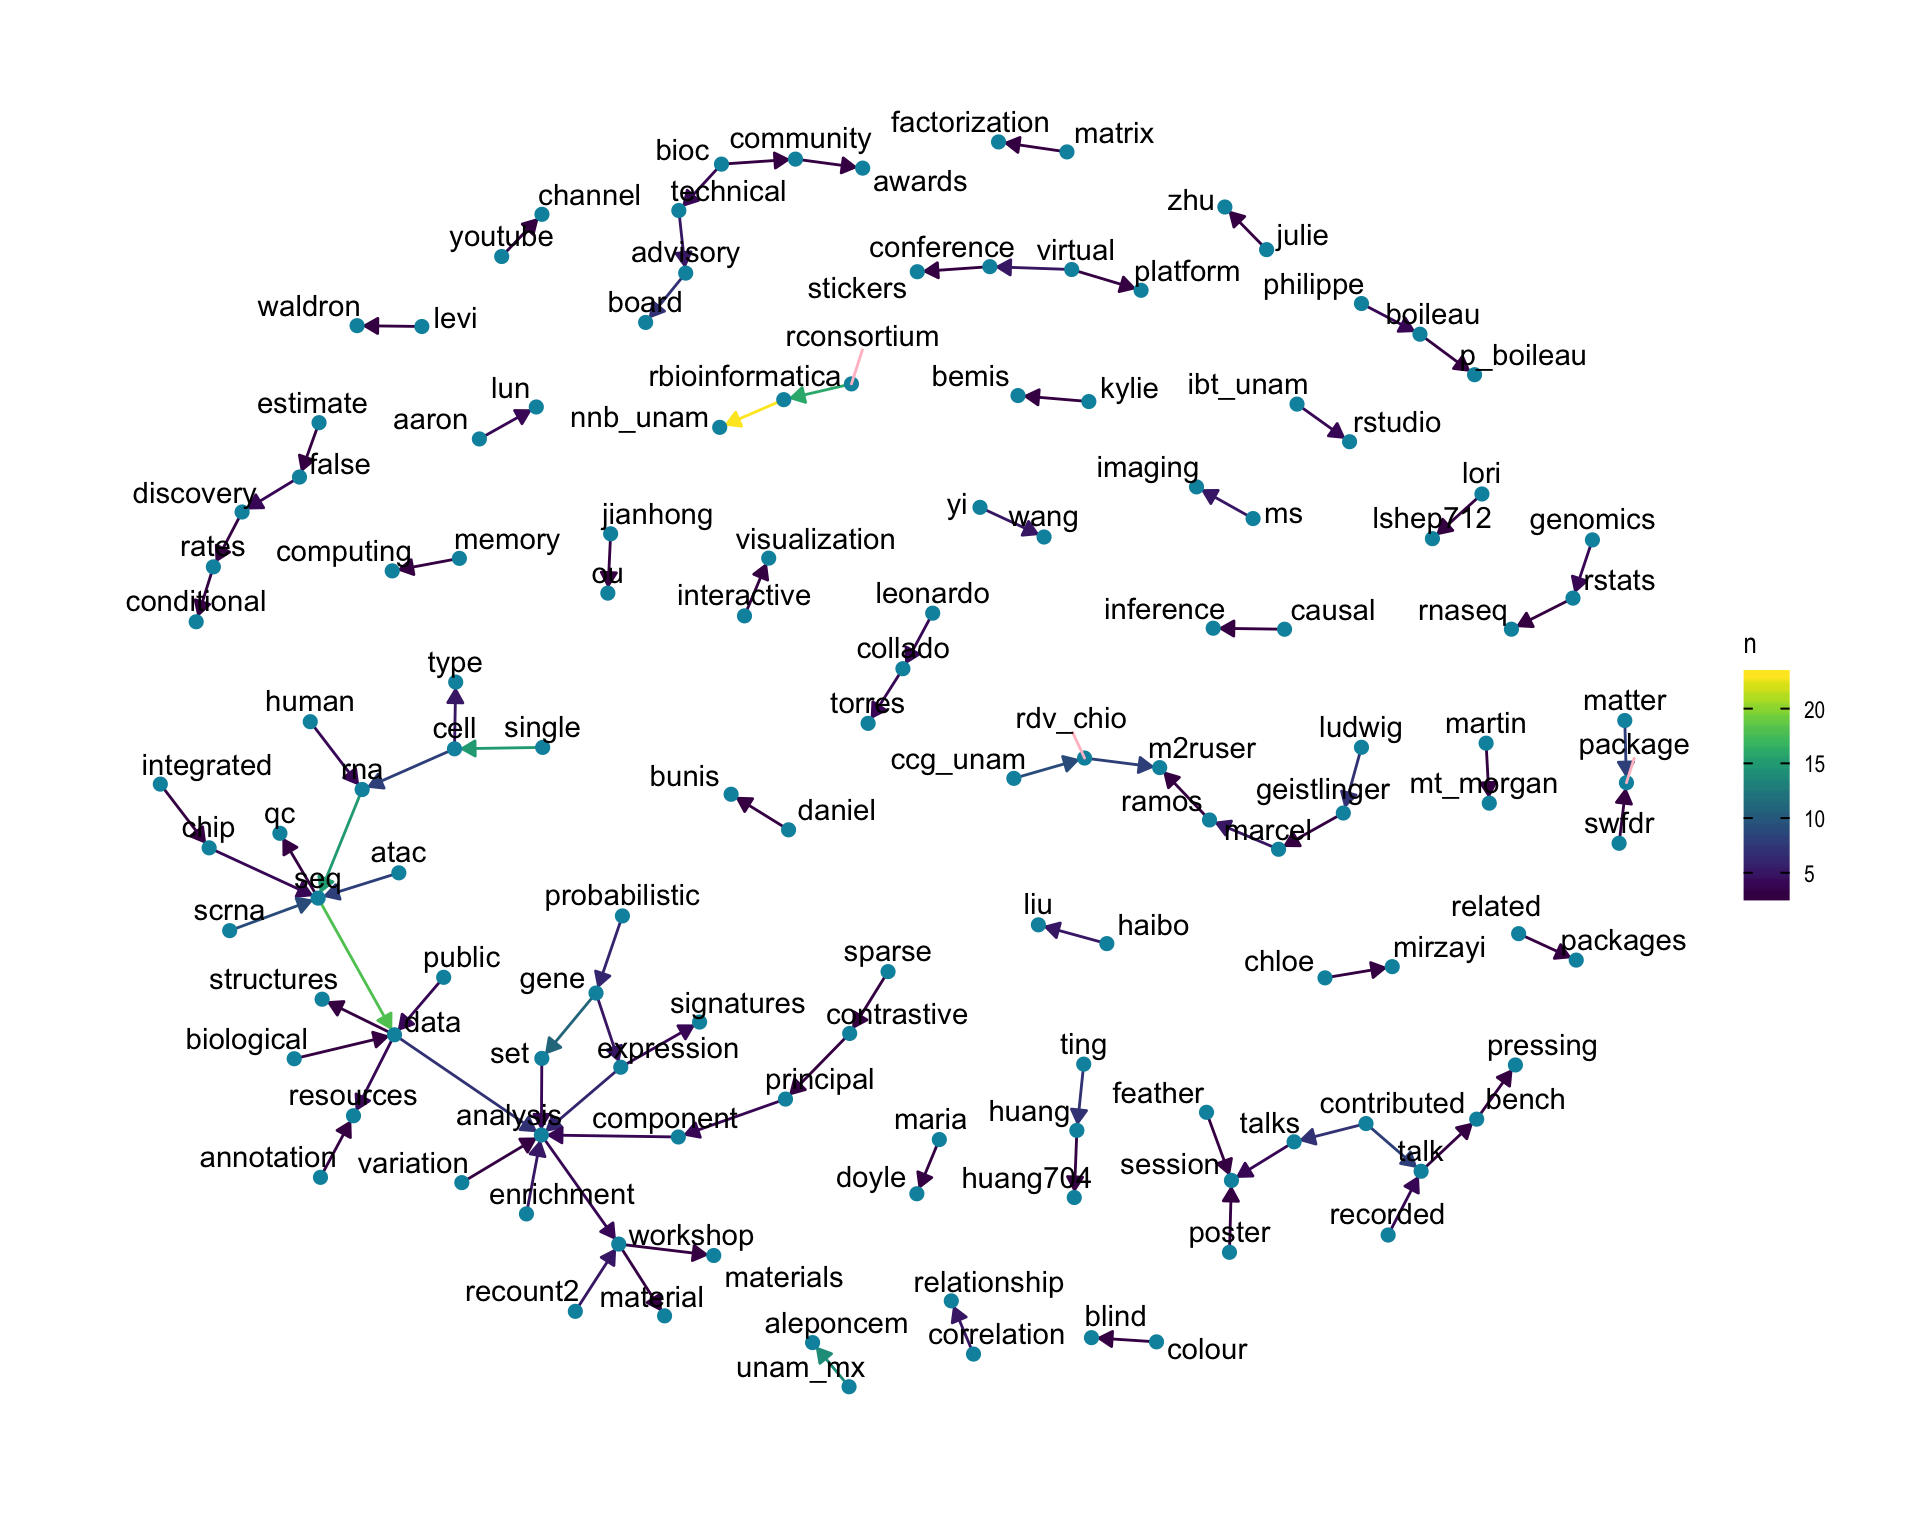 factorization
matrix
community
bioc
awards
technical
channel
youtube
zhu
julie
advisory
conference
virtual
platform
stickers
philippe
board
boileau
waldron
levi
rconsortium
p_boileau
rbioinformatica
nnb_unam
bemis
kylie
ibt_unam
rstudio
lun
aaron
estimate
false
discovery
rates
conditional
imaging
ms
lori
lshep712
genomics
rstats
rnaseq
yi
wang
jianhong
ou
computing
memory
visualization
interactive
leonardo
collado
torres
inference
causal
n
20
15
10
5
type
human
cell
single
rna
integrated
chip
qc
atac
seq
scrna
bunis
daniel
rdv_chio
ccg_unam
m2ruser
ludwig
geistlinger
ramos
marcel
martin
mt_morgan
matter
package
swfdr
probabilistic
gene
signatures
set
expression
public
structures
data
biological
resources
annotation
sparse
contrastive
principal
component
analysis
variation
enrichment
workshop
materials
recount2
material
liu
haibo
related
packages
chloe
mirzayi
ting
huang
huang704
maria
doyle
pressing
bench
feather
contributed
talks
talk
session
recorded
poster
relationship
correlation
aleponcem
unam_mx
blind
colour